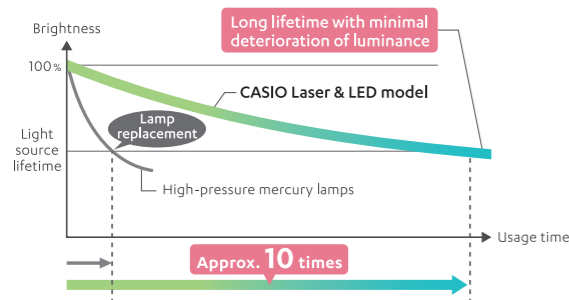 Brightness
Long lifetime with minimal
deterioration of luminance
100%
CASIO Laser & LED model
Lamp
replacement
Light
source
lifetime
High-pressure mercury lamps
Usage time
Approx. 10 times